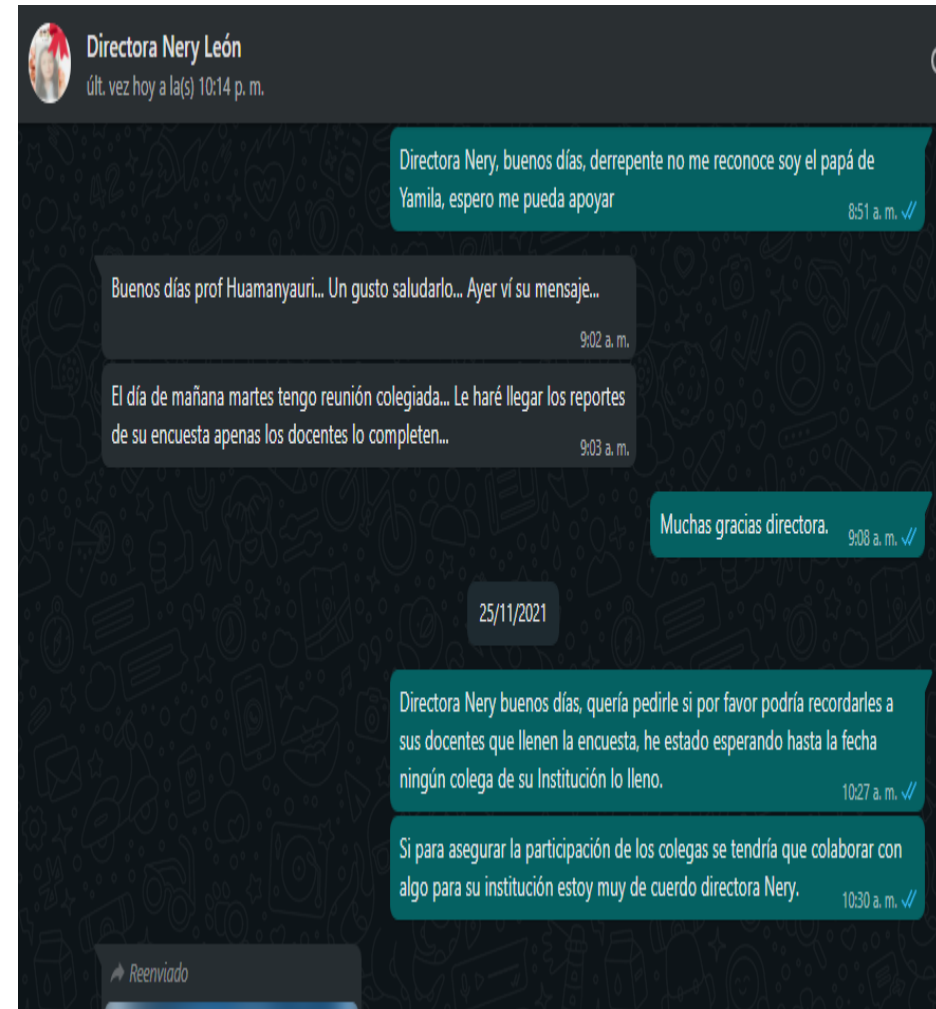 Directora Nery León
últ. vez hoy a la(s) 10:14 p. m.
Directora Nery, buenos días, derrepente no me reconoce soy el papá de
Yamila, espero me pueda apoyar
8:51 a. m.
Buenos días prof Huamanyauri... Un gusto saludarlo... Ayer ví su mensaje...
9:02 a. m.
El día de mañana martes tengo reunión colegiada... Le haré llegar los reportes
de su encuesta apenas los docentes lo completen...
9:03 a. m.
Muchas gracias directora.
9:08 a. m.
25/11/2021
Directora Nery buenos días, quería pedirle si por favor podría recordarles a
sus docentes que llenen la encuesta, he estado esperando hasta la fecha
ningún colega de su Institución lo lleno.
10:27 a. m.
Si para asegurar la participación de los colegas se tendría que colaborar con
algo para su institución estoy muy de cuerdo directora Nery.
10:30 a. m.
Reenviado